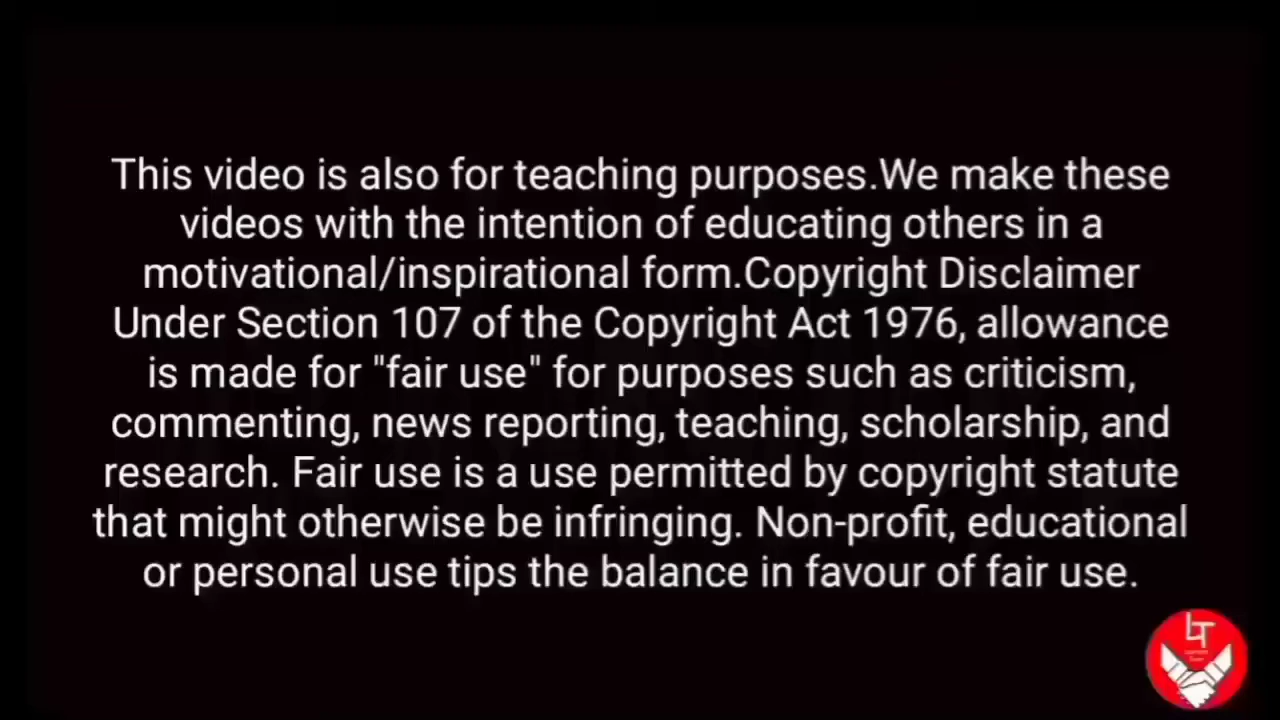 This video is also for teaching purposes.We make these
videos with the intention of educating others in a
motivational/inspirational form.Copyright Disclaimer
Under Section 107 of the Copyright Act 1976, allowance
is made for "fair use" for purposes such as criticism,
commenting, news reporting, teaching, scholarship, and
research. Fair use is a use permitted by copyright statute
that might otherwise be infringing. Non-profit, educational
or personal use tips the balance in favour of fair use.
LT